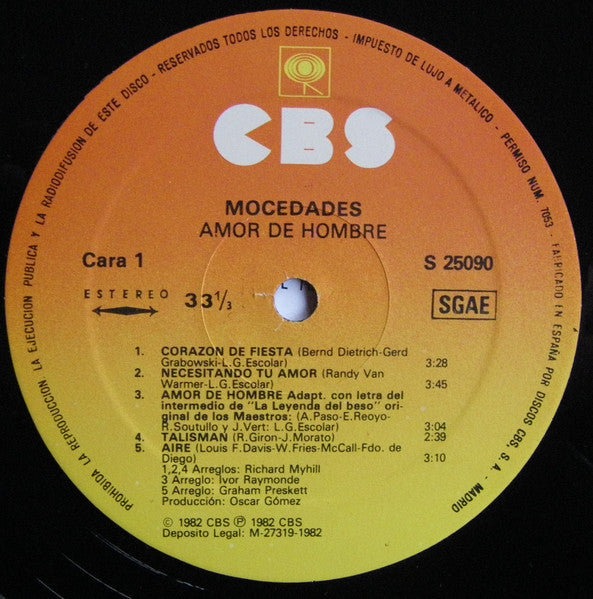 PROHIBIDA LA REPRODUCCION, LA EJECUCION PUBLICA Y LA RADIODIFUSION DE ESTE DISCO - RESERVADOS TODOS LOS DERECHOS - IMPUESTO DE LUJO A METALICO - PERMISO NUM. 7053 - FABRICADO EN ESPAÑA POR DISCOS CBS, S. A. - MADRID
CBS
MOCEDADES
AMOR DE HOMBRE
Cara 1
S 25090
ESTEREO
33 1/3
SGAE
1. CORAZON DE FIESTA (Bernd Dietrich-Gerd
Grabowski-L.G.Escolar) 3:28
2. NECESITANDO TU AMOR (Randy Van
Warmer-L.G.Escolar) 3:45
3. AMOR DE HOMBRE Adapt. con letra del
intermedio de "La Leyenda del beso" ori-
ginal de los Maestros: (A.Paso-E.Reoyo-
R.Soutullo y J.Vert: L.G.Escolar) 3:04
4. TALISMAN (R.Giron-J.Morato) 2:39
5. AIRE (Louis F.Davis-W.Fries-McCall-Fdo. de
Diego) 3:10
1,2,4 Arreglos: Richard Myhill
3 Arreglo: Ivor Raymonde
5 Arreglo: Graham Preskett
Producción: Oscar Gómez
© 1982 CBS ℗ 1982 CBS
Deposito Legal: M-27319-1982